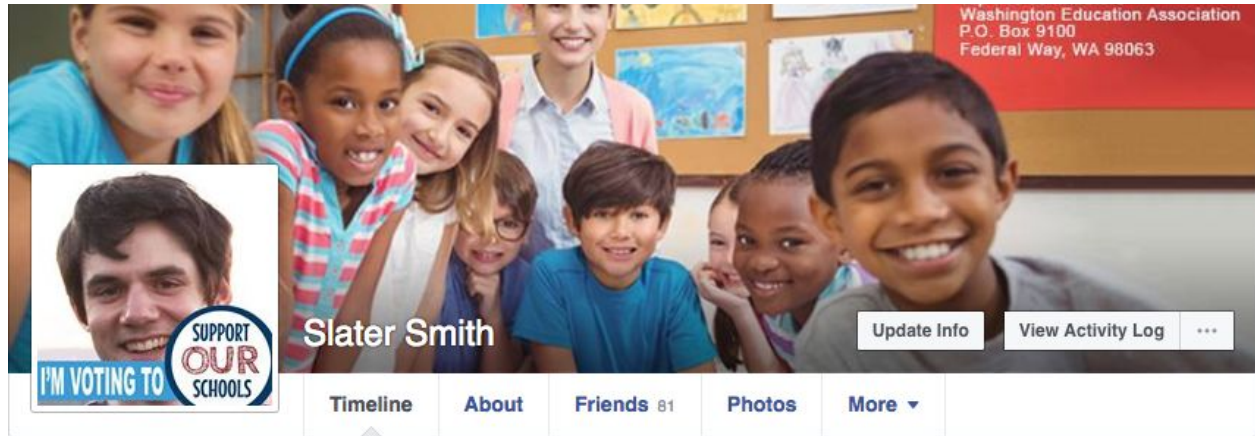 Washington Education Association
P.O. Box 9100
Federal Way, WA 98063
Slater Smith
Update Info
View Activity Log
...
I'M VOTING TO
SUPPORT
OUR
SCHOOLS
Timeline
About
Friends 81
Photos
More